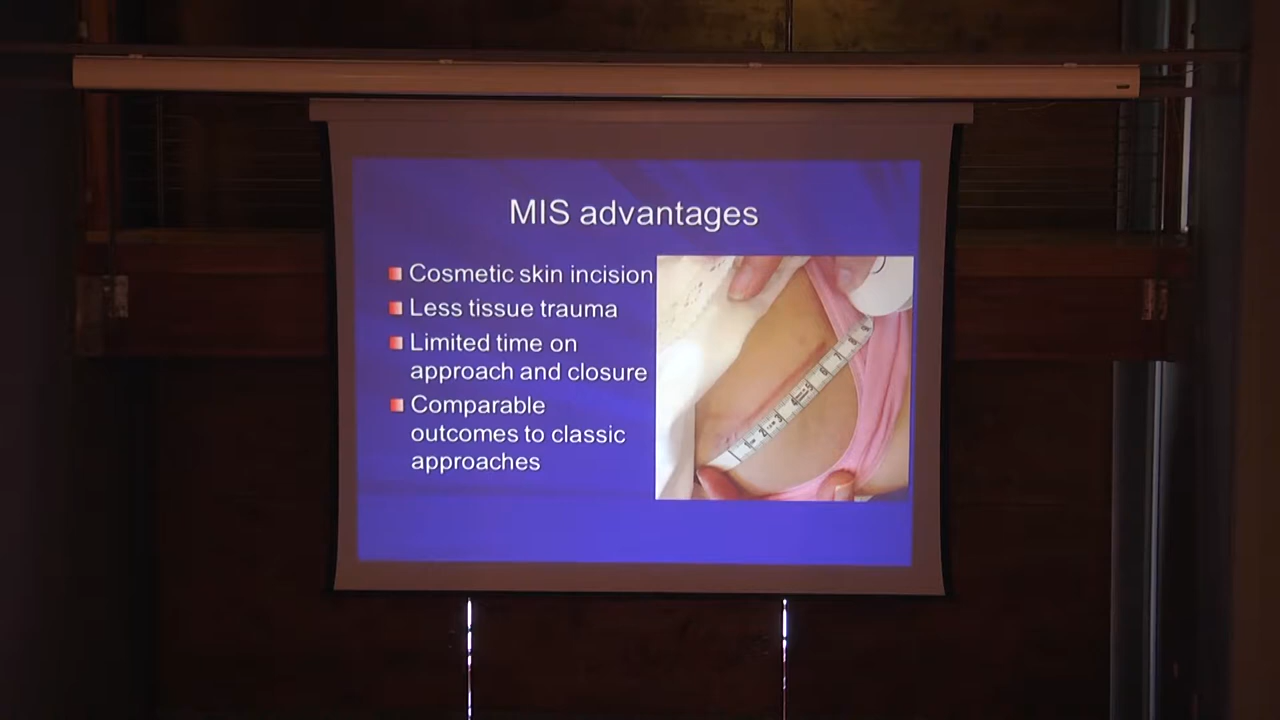 MIS advantages
Cosmetic skin incision
Less tissue trauma
Limited time on
approach and closure
Comparable
outcomes to classic
approaches